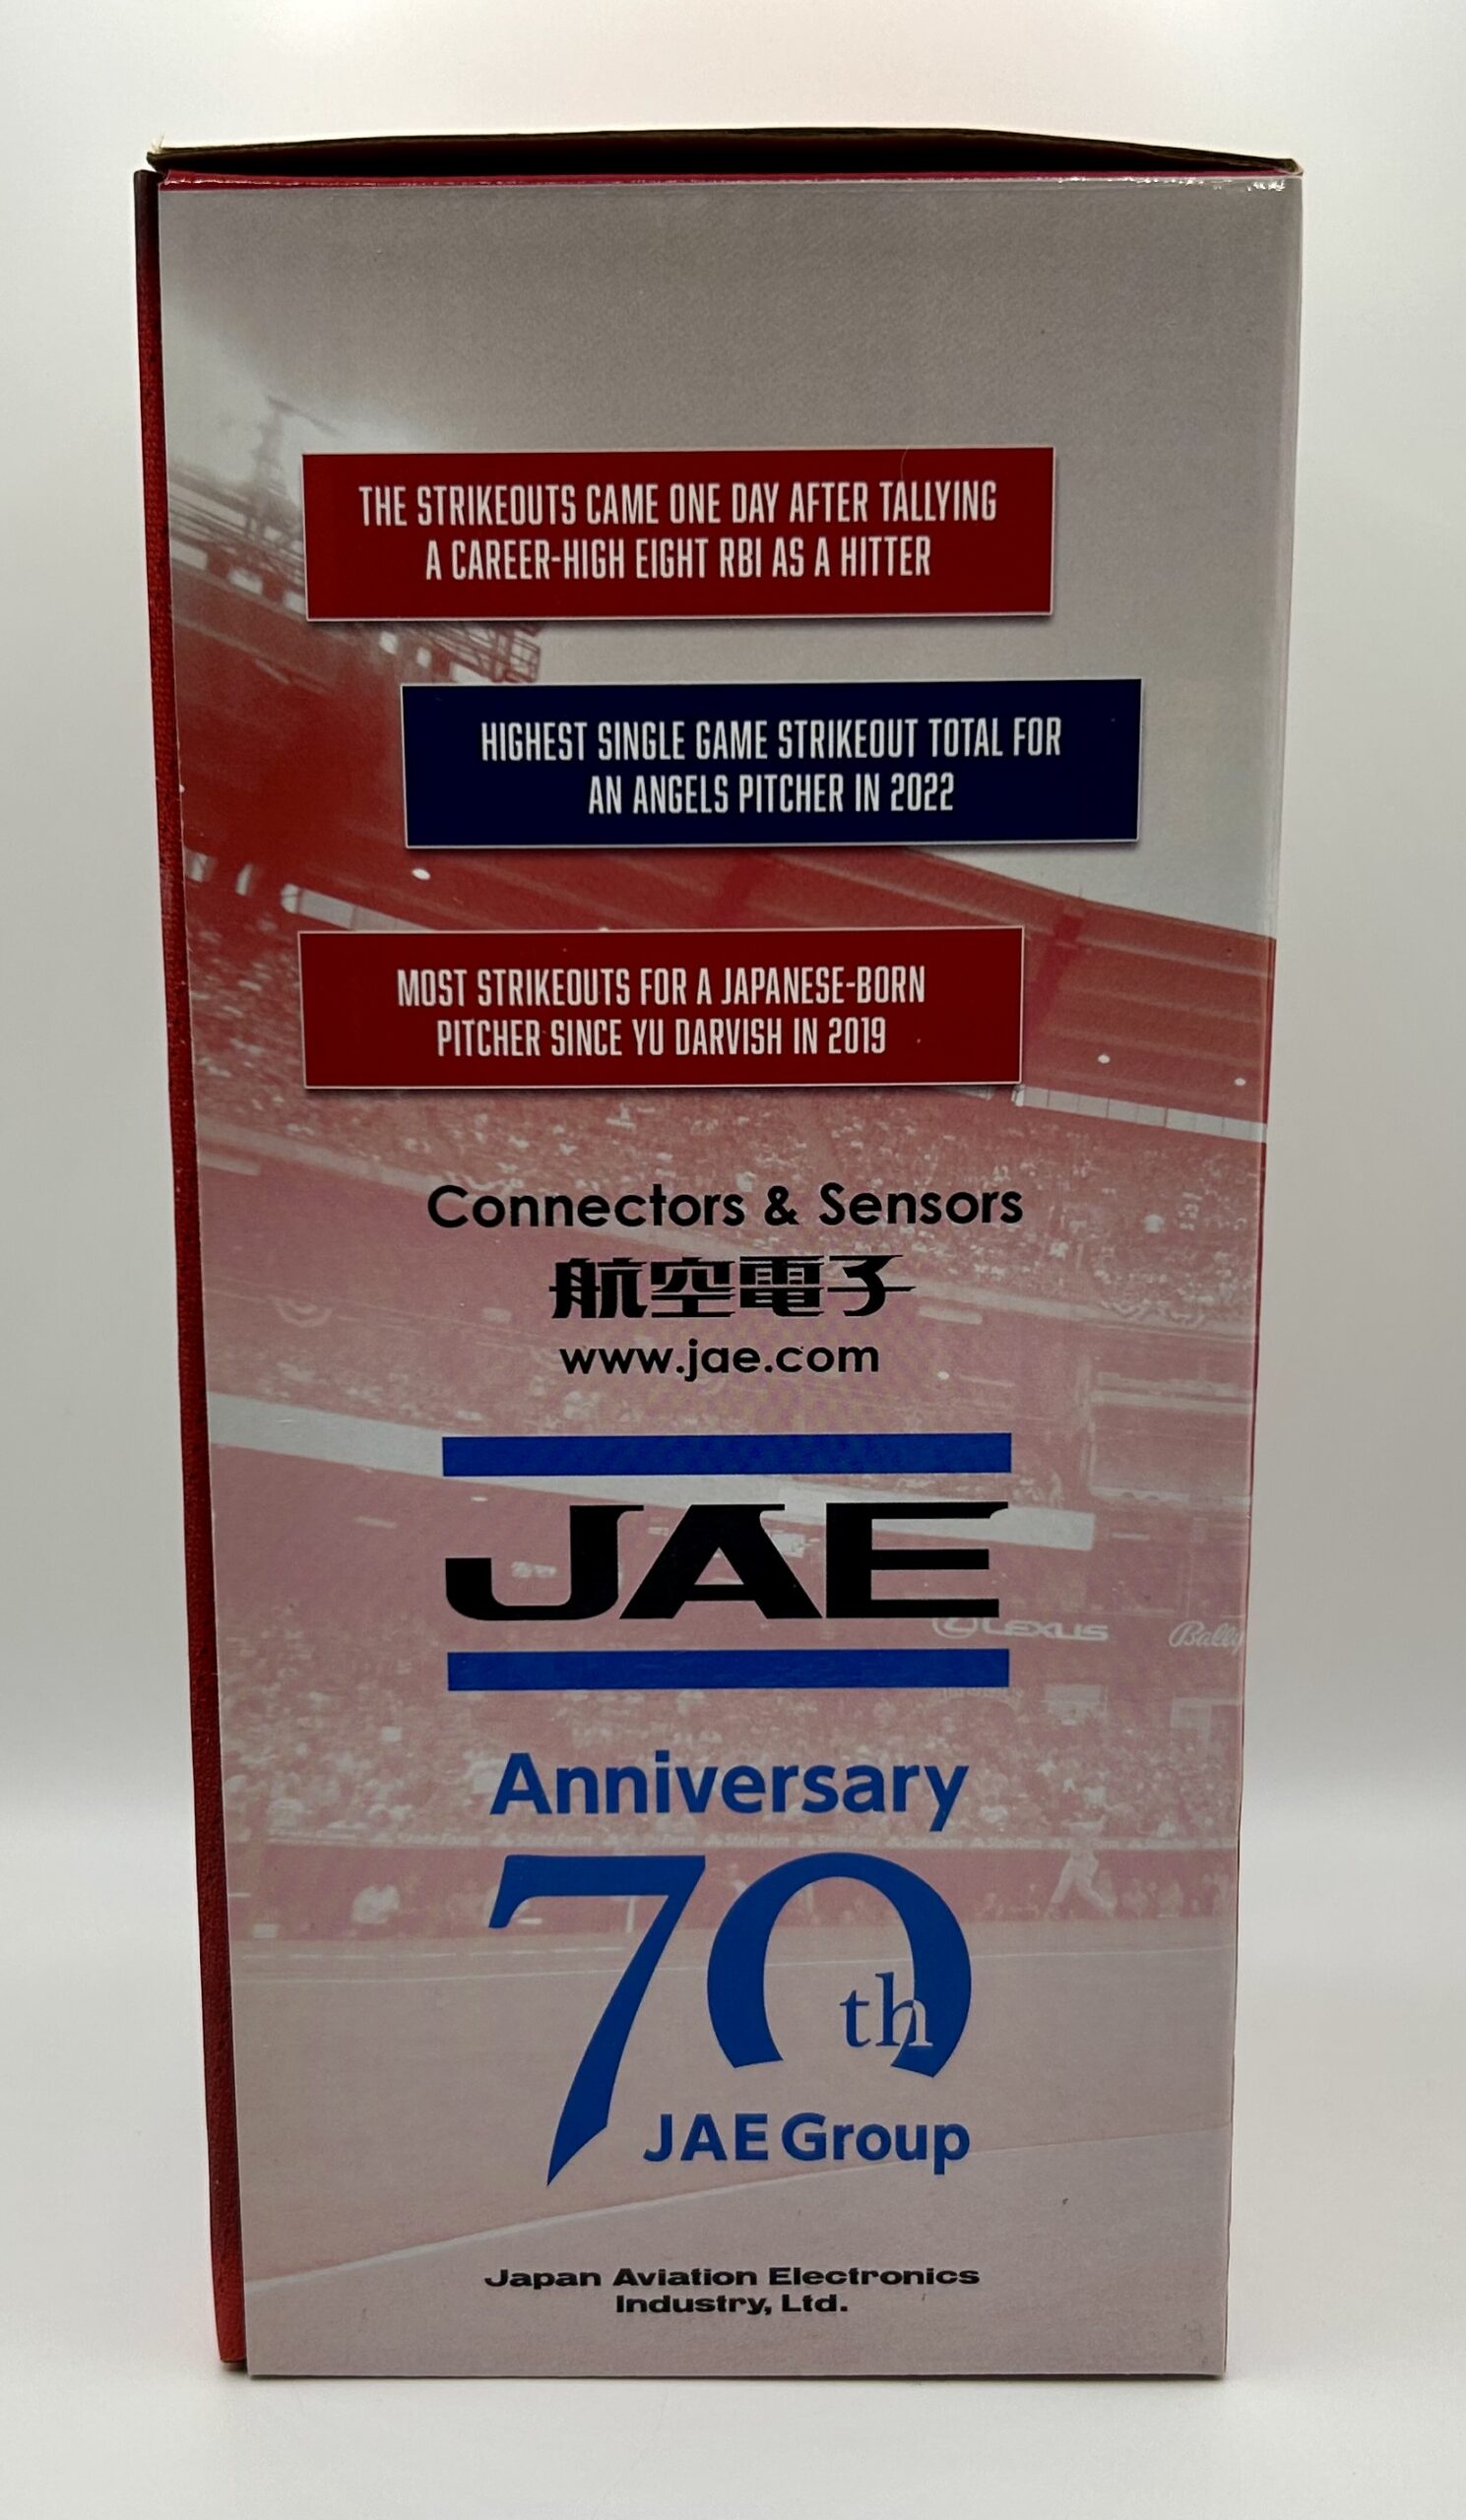 THE STRIKEOUTS CAME ONE DAY AFTER TALLYING
A CAREER-HIGH EIGHT RBI AS A HITTER
HIGHEST SINGLE GAME STRIKEOUT TOTAL FOR
AN ANGELS PITCHER IN 2022
MOST STRIKEOUTS FOR A JAPANESE-BORN
PITCHER SINCE YU DARVISH IN 2019
Connectors & Sensors
航空電子
www.jae.com
JAE
LEXUS Bally
Anniversary
70th
JAE Group
Japan Aviation Electronics
Industry, Ltd.